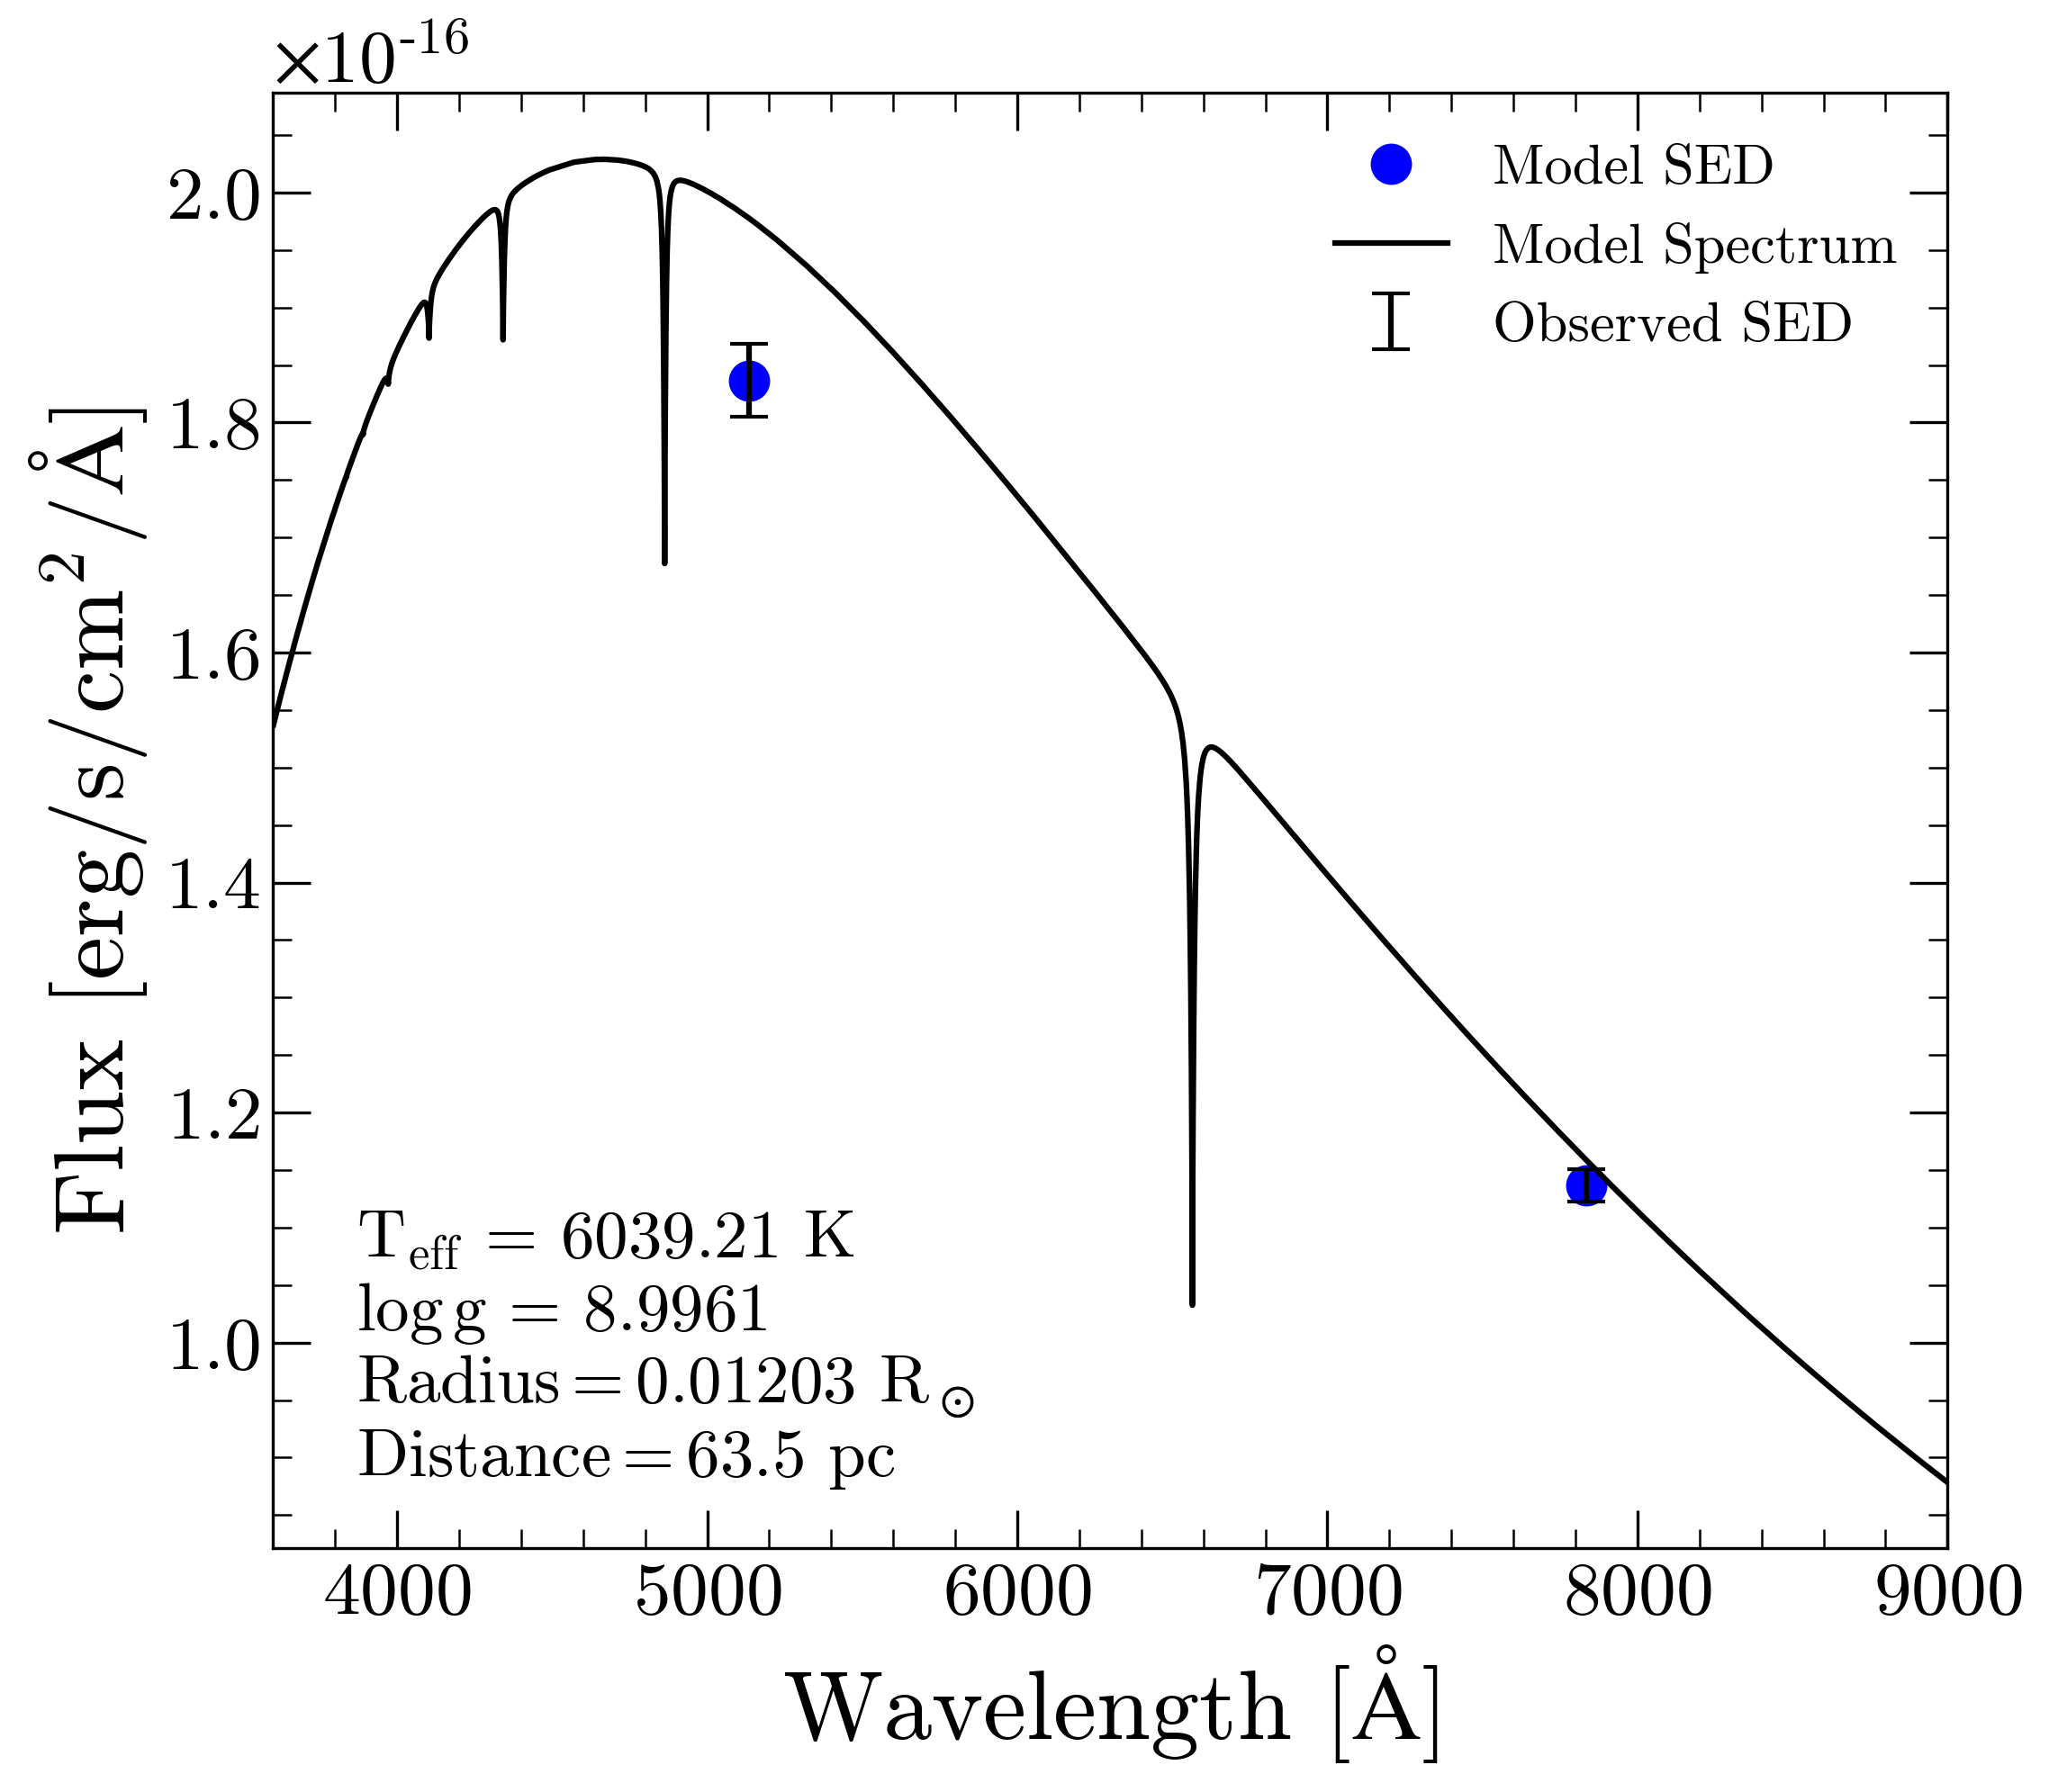 ×10-16
Model SED
Model Spectrum
Observed SED
2.0
1.8
1.6
1.4
1.2
1.0
Flux [erg/s/cm2/Å]
Teff = 6039.21 K
log g = 8.9961
Radius = 0.01203 R⊙
Distance = 63.5 pc
4000 5000 6000 7000 8000 9000
Wavelength [Å]